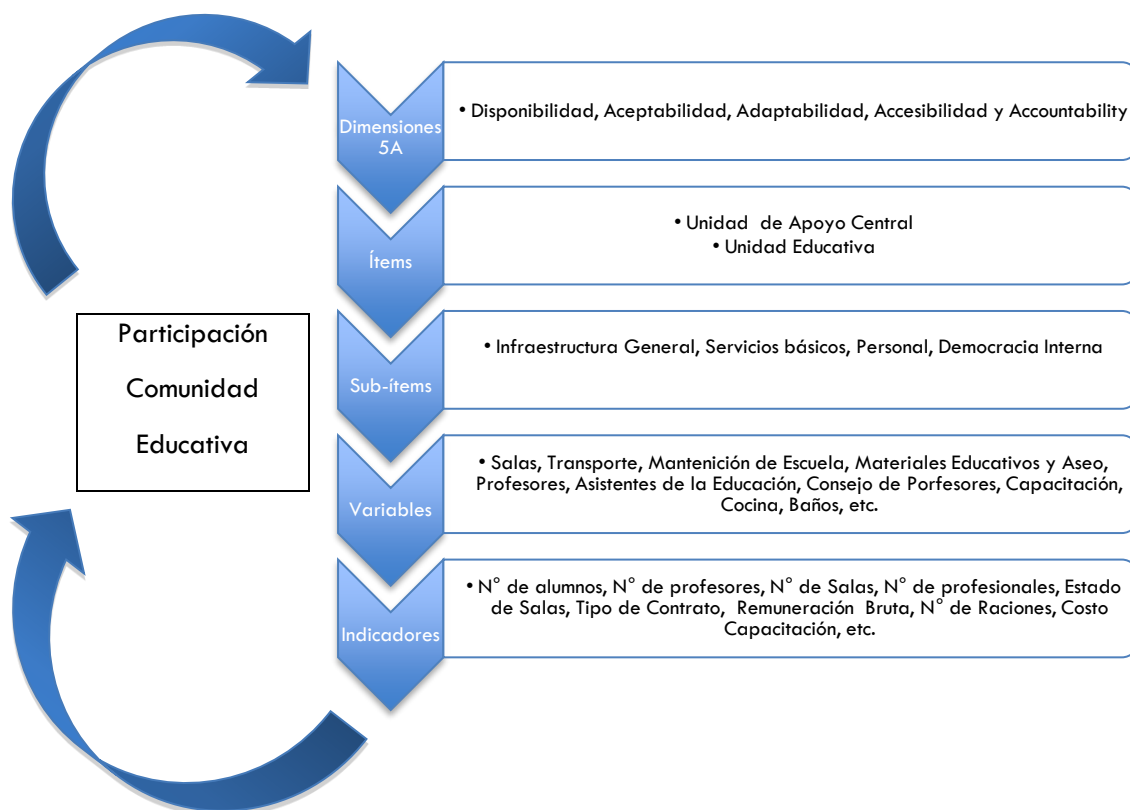 Dimensiones
5A
• Disponibilidad, Aceptabilidad, Adaptabilidad, Accesibilidad y Accountability
Ítems
• Unidad de Apoyo Central
• Unidad Educativa
Participación
Comunidad
Educativa
Sub-ítems
• Infraestructura General, Servicios básicos, Personal, Democracia Interna
Variables
• Salas, Transporte, Mantención de Escuela, Materiales Educativos y Aseo,
Profesores, Asistentes de la Educación, Consejo de Porfesores, Capacitación,
Cocina, Baños, etc.
Indicadores
• N° de alumnos, N° de profesores, N° de Salas, N° de profesionales, Estado
de Salas, Tipo de Contrato, Remuneración Bruta, N° de Raciones, Costo
Capacitación, etc.